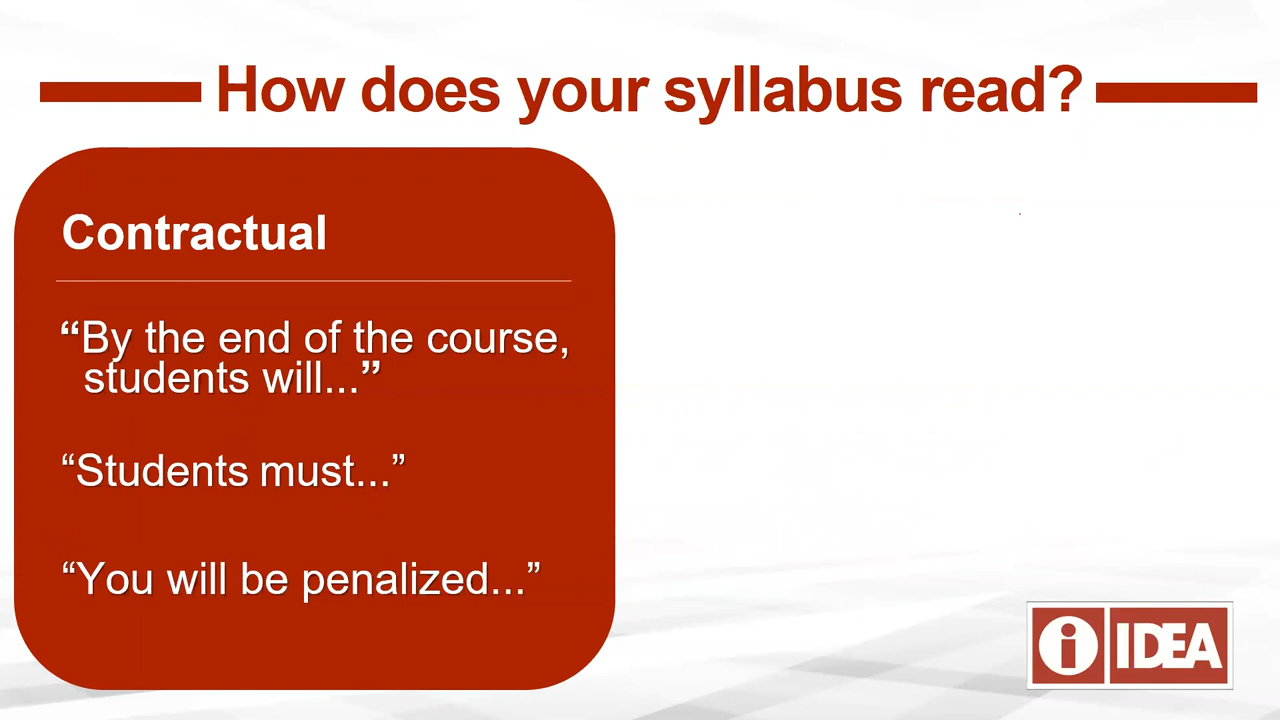 How does your syllabus read?
Contractual
“By the end of the course,
students will...”
“Students must...”
“You will be penalized...”
i IDEA